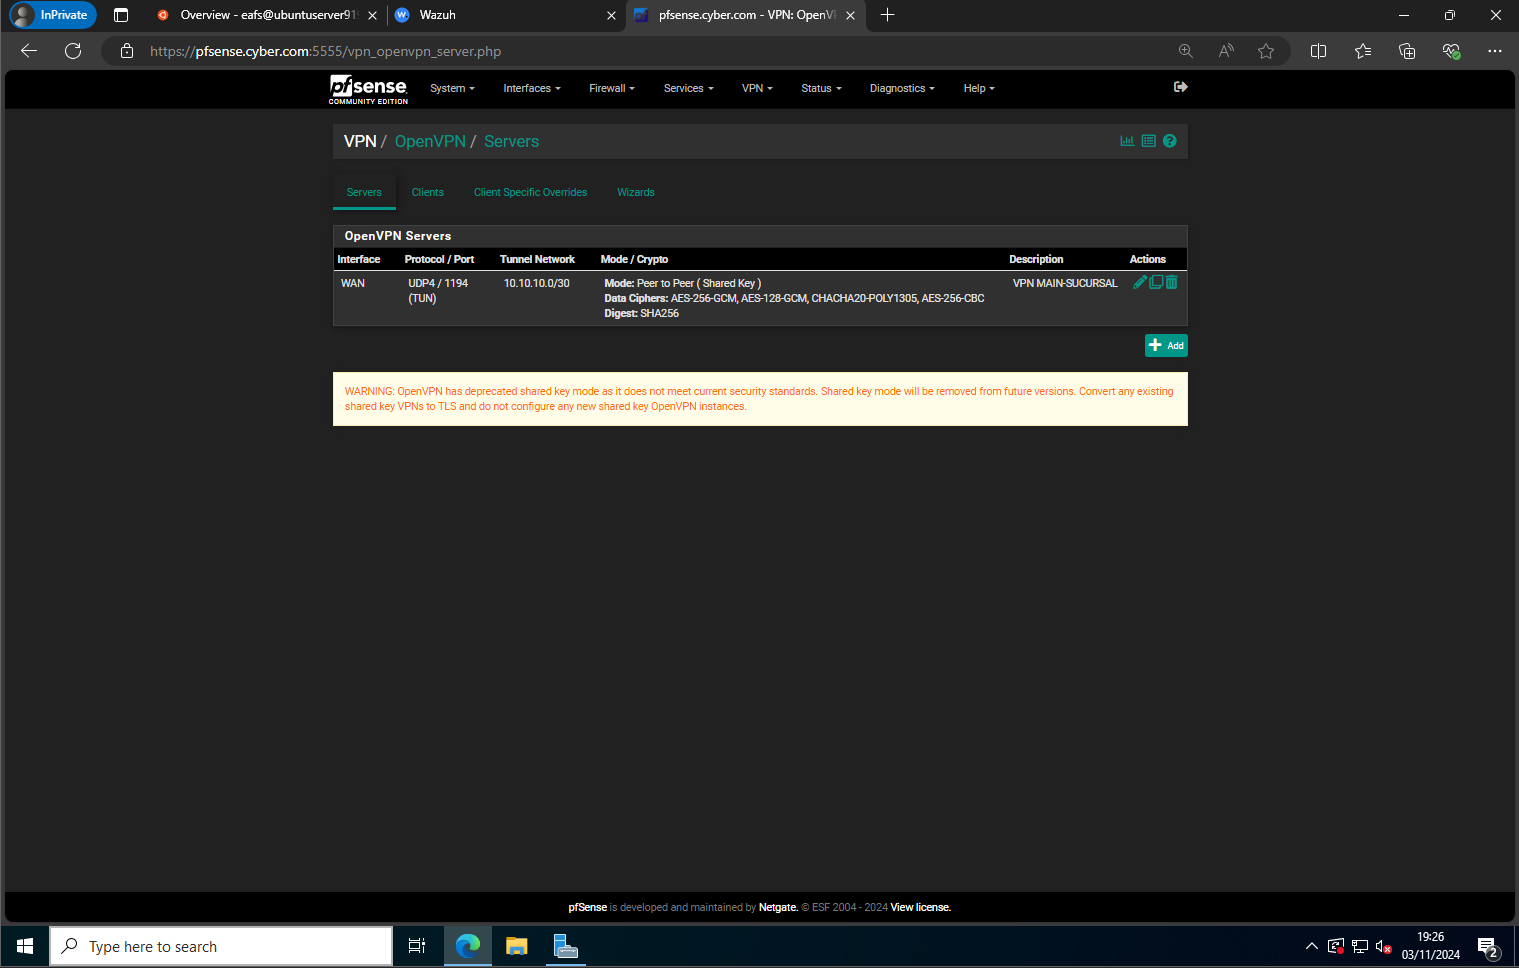 InPrivate
Overview - eafs@ubuntuserver91
Wazuh
pfsense.cyber.com - VPN: OpenV
https://pfsense.cyber.com:5555/vpn_openvpn_server.php
pfsense
COMMUNITY EDITION
System
Interfaces
Firewall
Services
VPN
Status
Diagnostics
Help
VPN / OpenVPN / Servers
Servers
Clients
Client Specific Overrides
Wizards
OpenVPN Servers
Interface Protocol / Port Tunnel Network Mode / Crypto Description Actions
WAN UDP4 / 1194 10.10.10.0/30 Mode: Peer to Peer ( Shared Key ) VPN MAIN-SUCURSAL
(TUN) Data Ciphers: AES-256-GCM, AES-128-GCM, CHACHA20-POLY1305, AES-256-CBC
Digest: SHA256
Add
WARNING: OpenVPN has deprecated shared key mode as it does not meet current security standards. Shared key mode will be removed from future versions. Convert any existing
shared key VPNs to TLS and do not configure any new shared key OpenVPN instances.
pfSense is developed and maintained by Netgate. © ESF 2004 - 2024 View license.
Type here to search
19:26
03/11/2024
2